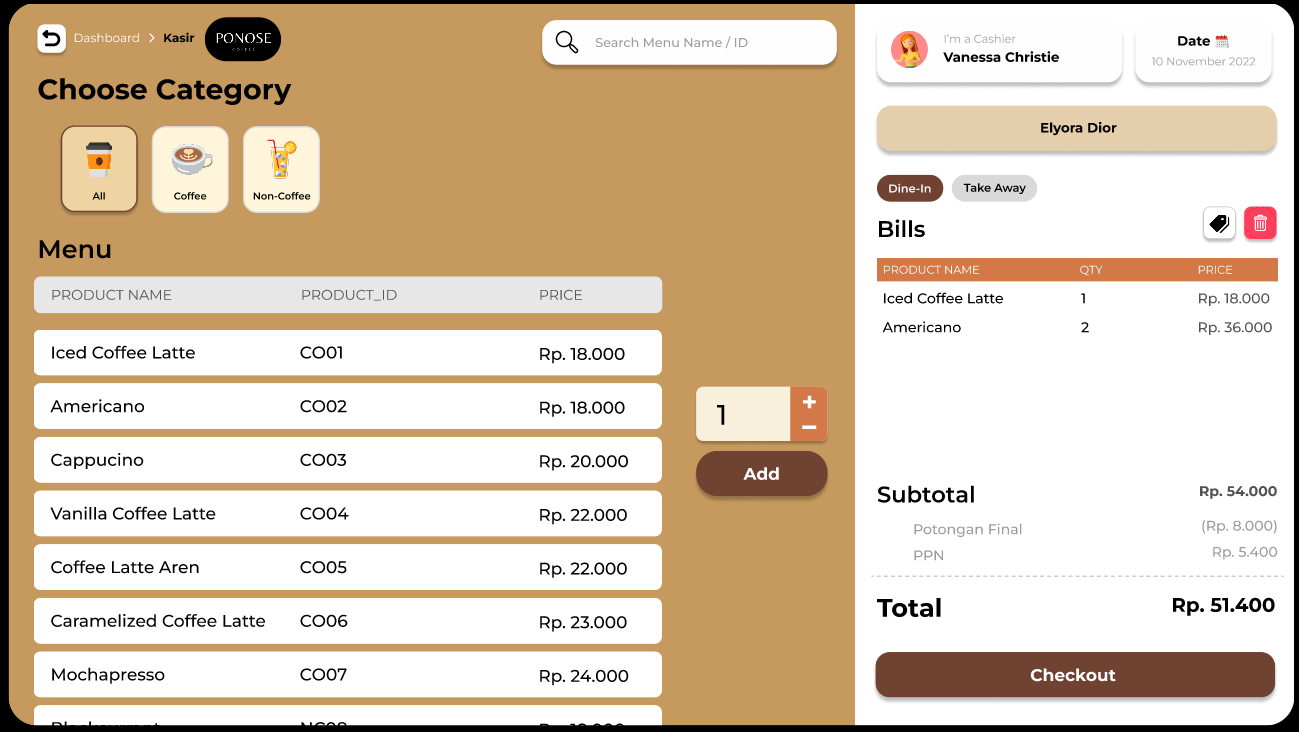 Dashboard > Kasir
PONOSE
COFFEE
Search Menu Name / ID
Choose Category
All
Coffee
Non-Coffee
Menu
PRODUCT NAME PRODUCT_ID PRICE
Iced Coffee Latte CO01 Rp. 18.000
Americano CO02 Rp. 18.000
Cappucino CO03 Rp. 20.000
Vanilla Coffee Latte CO04 Rp. 22.000
Coffee Latte Aren CO05 Rp. 22.000
Caramelized Coffee Latte CO06 Rp. 23.000
Mochapresso CO07 Rp. 24.000
1
+
−
Add
I'm a Cashier
Vanessa Christie
Date
10 November 2022
Elyora Dior
Dine-In
Take Away
Bills
PRODUCT NAME QTY PRICE
Iced Coffee Latte 1 Rp. 18.000
Americano 2 Rp. 36.000
Subtotal Rp. 54.000
Potongan Final (Rp. 8.000)
PPN Rp. 5.400
Total Rp. 51.400
Checkout